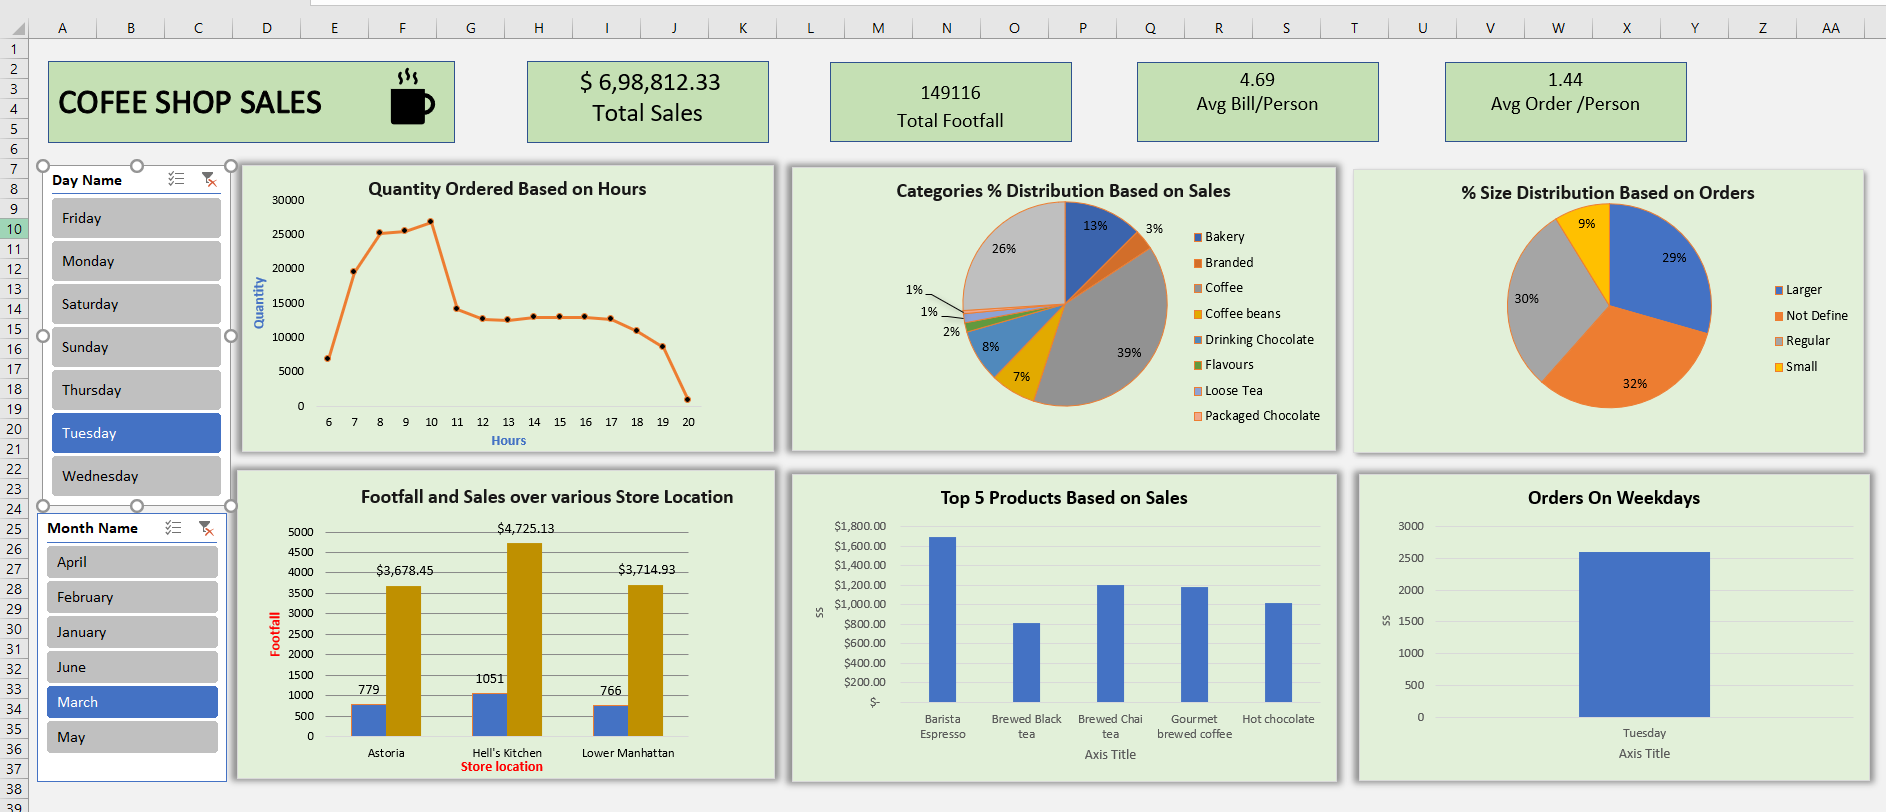 A B C D E F G H I J K L M N O P Q R S T U V W X Y Z AA
1
2
3
4
5
6
7
8
9
10
11
12
13
14
15
16
17
18
19
20
21
22
23
24
25
26
27
28
29
30
31
32
33
34
35
36
37
38
39
COFEE SHOP SALES
$ 6,98,812.33
Total Sales
149116
Total Footfall
4.69
Avg Bill/Person
1.44
Avg Order /Person
Day Name
Friday
Monday
Saturday
Sunday
Thursday
Tuesday
Wednesday
Month Name
April
February
January
June
March
May
Quantity Ordered Based on Hours
30000
25000
20000
15000
10000
5000
0
Quantity
6 7 8 9 10 11 12 13 14 15 16 17 18 19 20
Hours
Categories % Distribution Based on Sales
13%
3%
26%
1%
1%
2%
8%
7%
39%
Bakery
Branded
Coffee
Coffee beans
Drinking Chocolate
Flavours
Loose Tea
Packaged Chocolate
% Size Distribution Based on Orders
9%
29%
30%
32%
Larger
Not Define
Regular
Small
Footfall and Sales over various Store Location
5000
4500
4000
3500
3000
2500
2000
1500
1000
500
0
Footfall
$3,678.45
$4,725.13
$3,714.93
779
1051
766
Astoria Hell's Kitchen Lower Manhattan
Store location
Top 5 Products Based on Sales
$1,800.00
$1,600.00
$1,400.00
$1,200.00
$1,000.00
$800.00
$600.00
$400.00
$200.00
$-
ss
Barista Espresso
Brewed Black tea
Brewed Chai tea
Gourmet brewed coffee
Hot chocolate
Axis Title
Orders On Weekdays
3000
2500
2000
1500
1000
500
0
ss
Tuesday
Axis Title